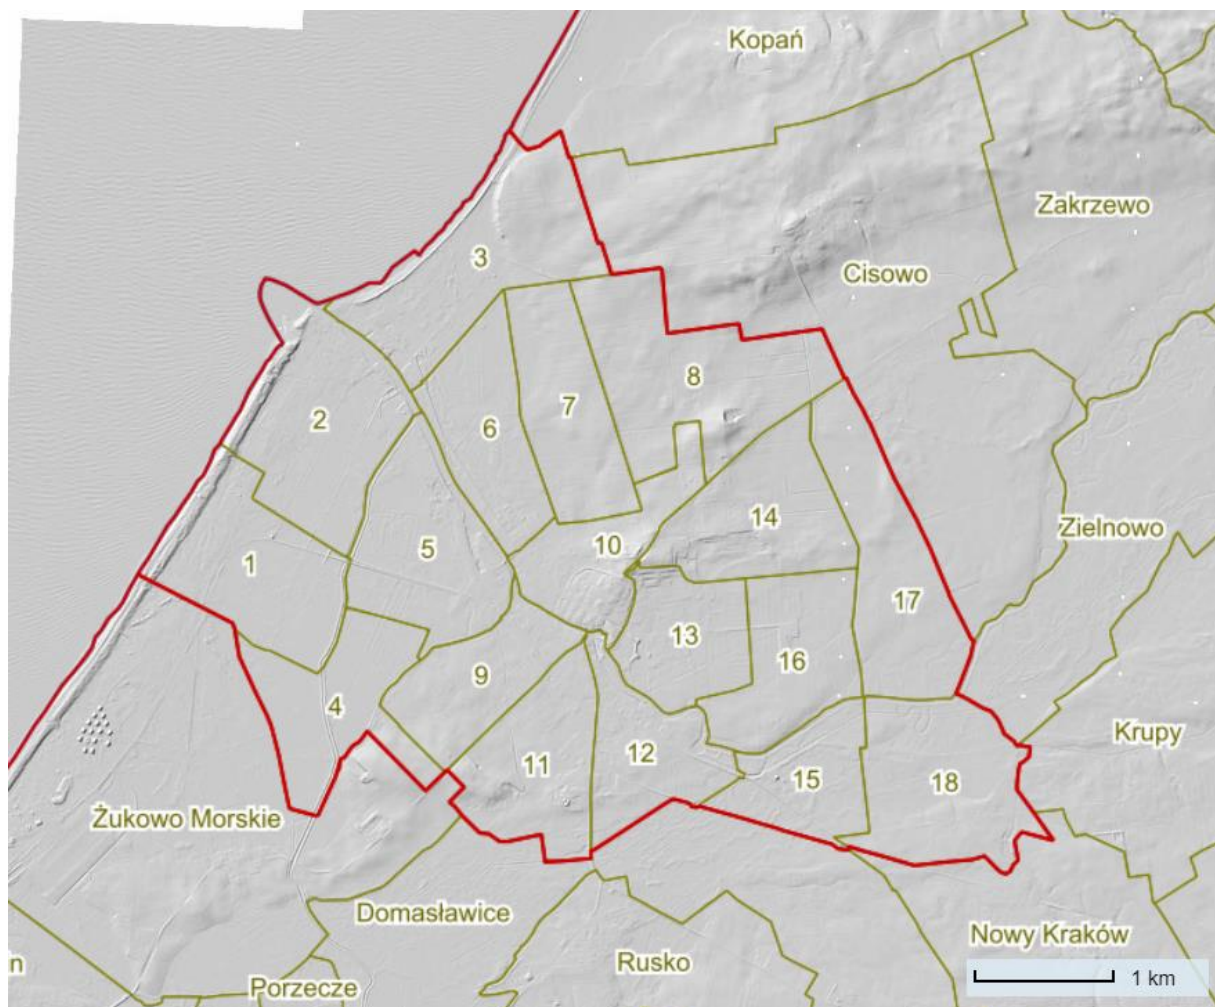 Kopań
Zakrzewo
3
Cisowo
8
7
2
6
14
Zielnowo
10
5
1
17
13
16
9
4
Krupy
11
12
15
18
Żukowo Morskie
Domasławice
Nowy Kraków
Rusko
n
1 km
Porzecze